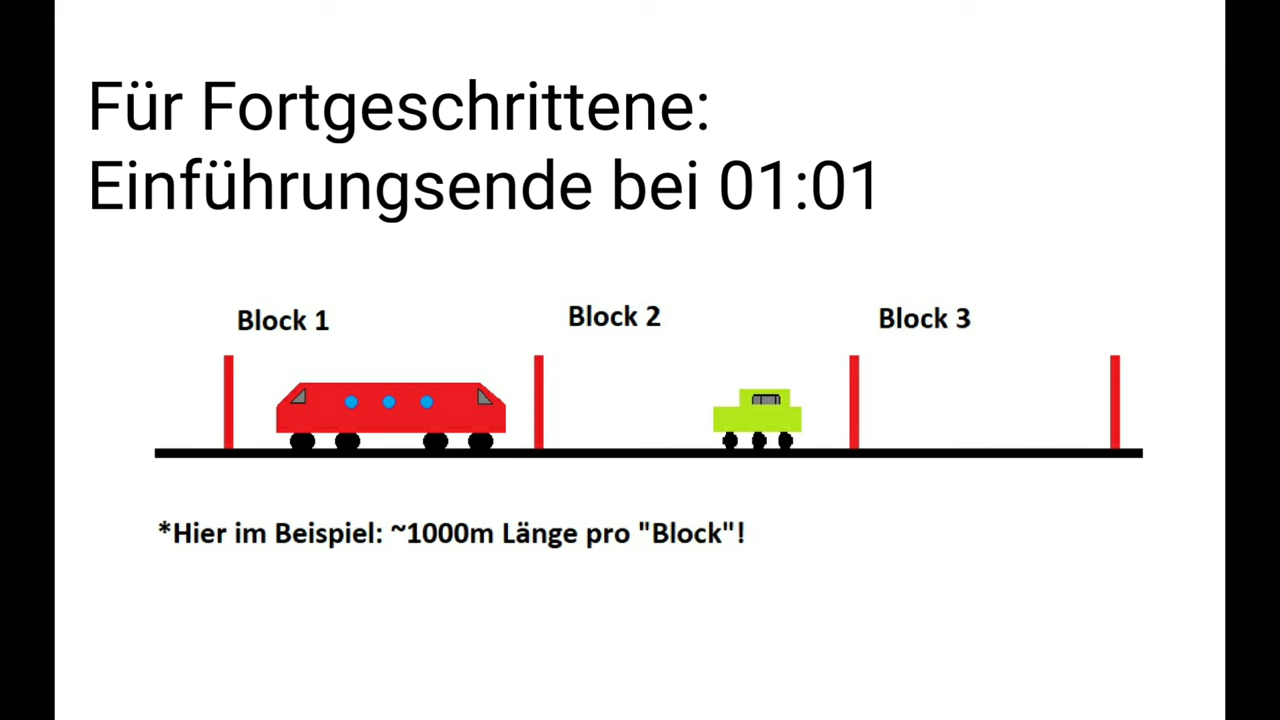 Für Fortgeschrittene:
Einführungsende bei 01:01
Block 1
Block 2
Block 3
*Hier im Beispiel: ~1000m Länge pro "Block"!